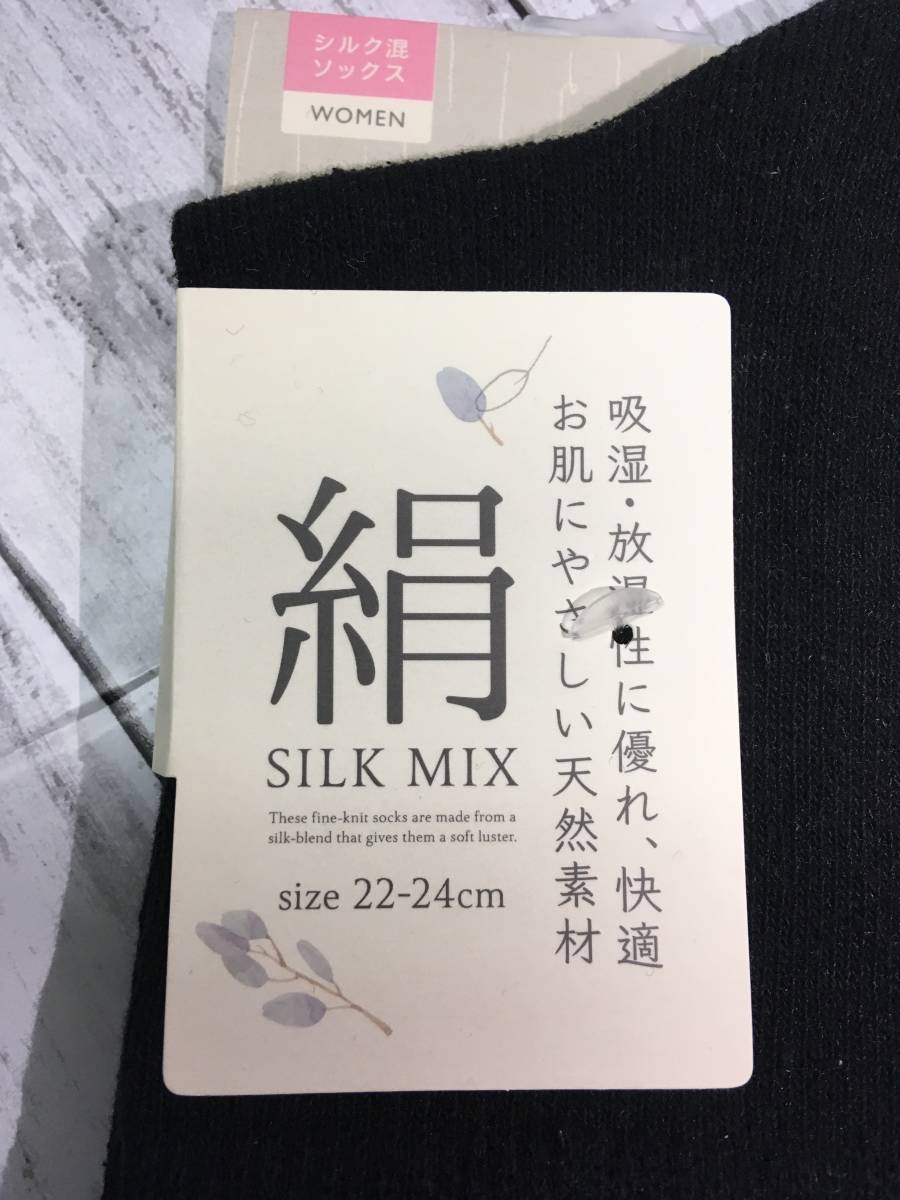 シルク混
ソックス
WOMEN
吸湿・放湿性に優れ、快適
お肌にやさしい天然素材
絹
SILK MIX
These fine-knit socks are made from a
silk-blend that gives them a soft luster.
size 22-24cm